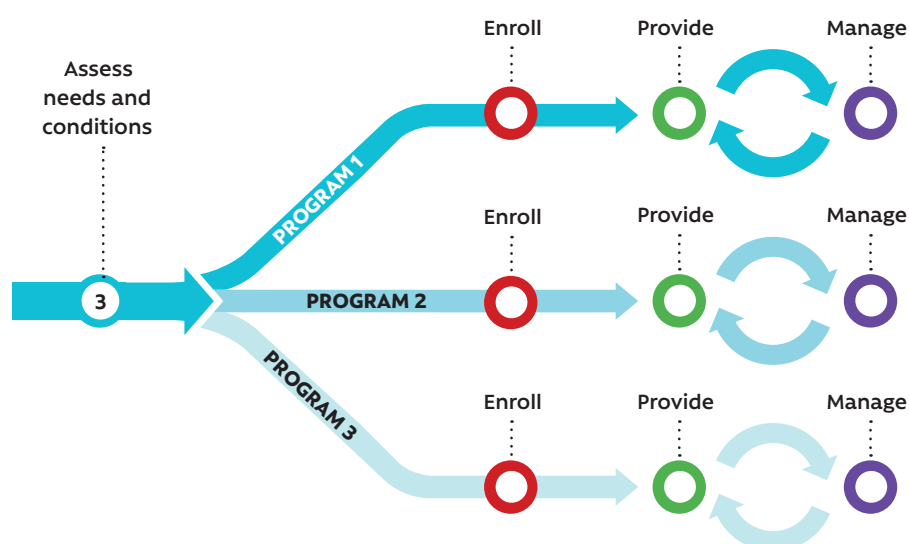 Assess
needs and
conditions
3
PROGRAM 1
Enroll
Provide
Manage
PROGRAM 2
Enroll
Provide
Manage
PROGRAM 3
Enroll
Provide
Manage